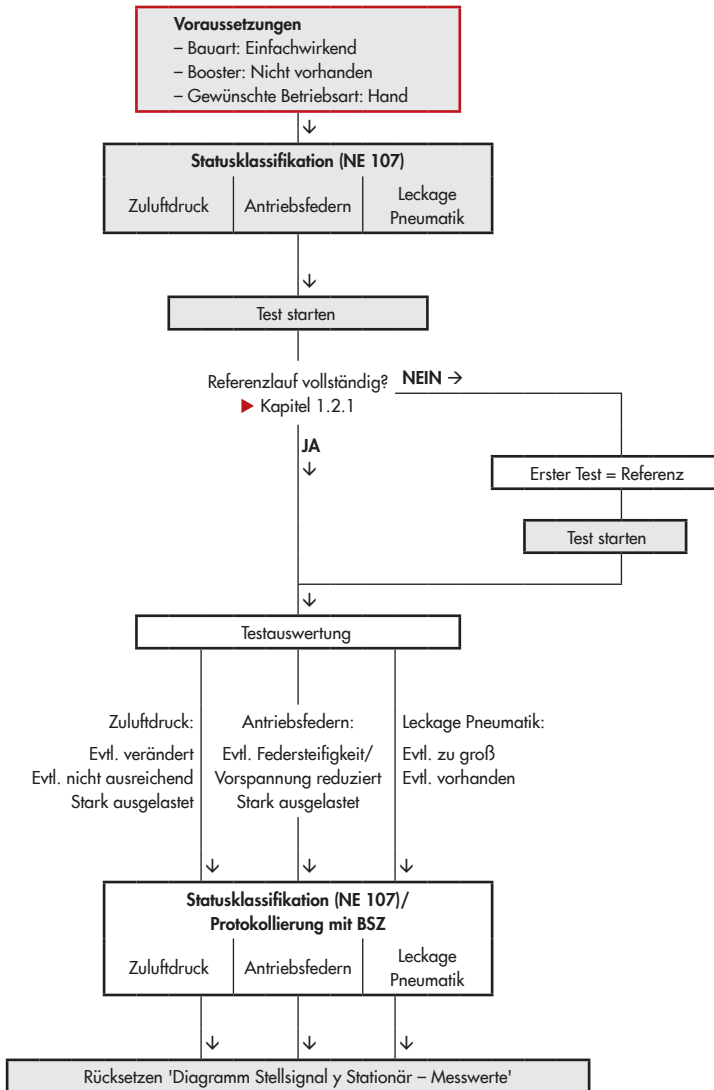 Voraussetzungen
– Bauart: Einfachwirkend
– Booster: Nicht vorhanden
– Gewünschte Betriebsart: Hand
Statusklassifikation (NE 107)
Zuluftdruck
Antriebsfedern
Leckage
Pneumatik
Test starten
Referenzlauf vollständig?
▶ Kapitel 1.2.1
NEIN →
JA
Erster Test = Referenz
Test starten
Testauswertung
Zuluftdruck:
Evtl. verändert
Evtl. nicht ausreichend
Stark ausgelastet
Antriebsfedern:
Evtl. Federsteifigkeit/
Vorspannung reduziert
Stark ausgelastet
Leckage Pneumatik:
Evtl. zu groß
Evtl. vorhanden
Statusklassifikation (NE 107)/
Protokollierung mit BSZ
Zuluftdruck
Antriebsfedern
Leckage
Pneumatik
Rücksetzen 'Diagramm Stellsignal y Stationär – Messwerte'